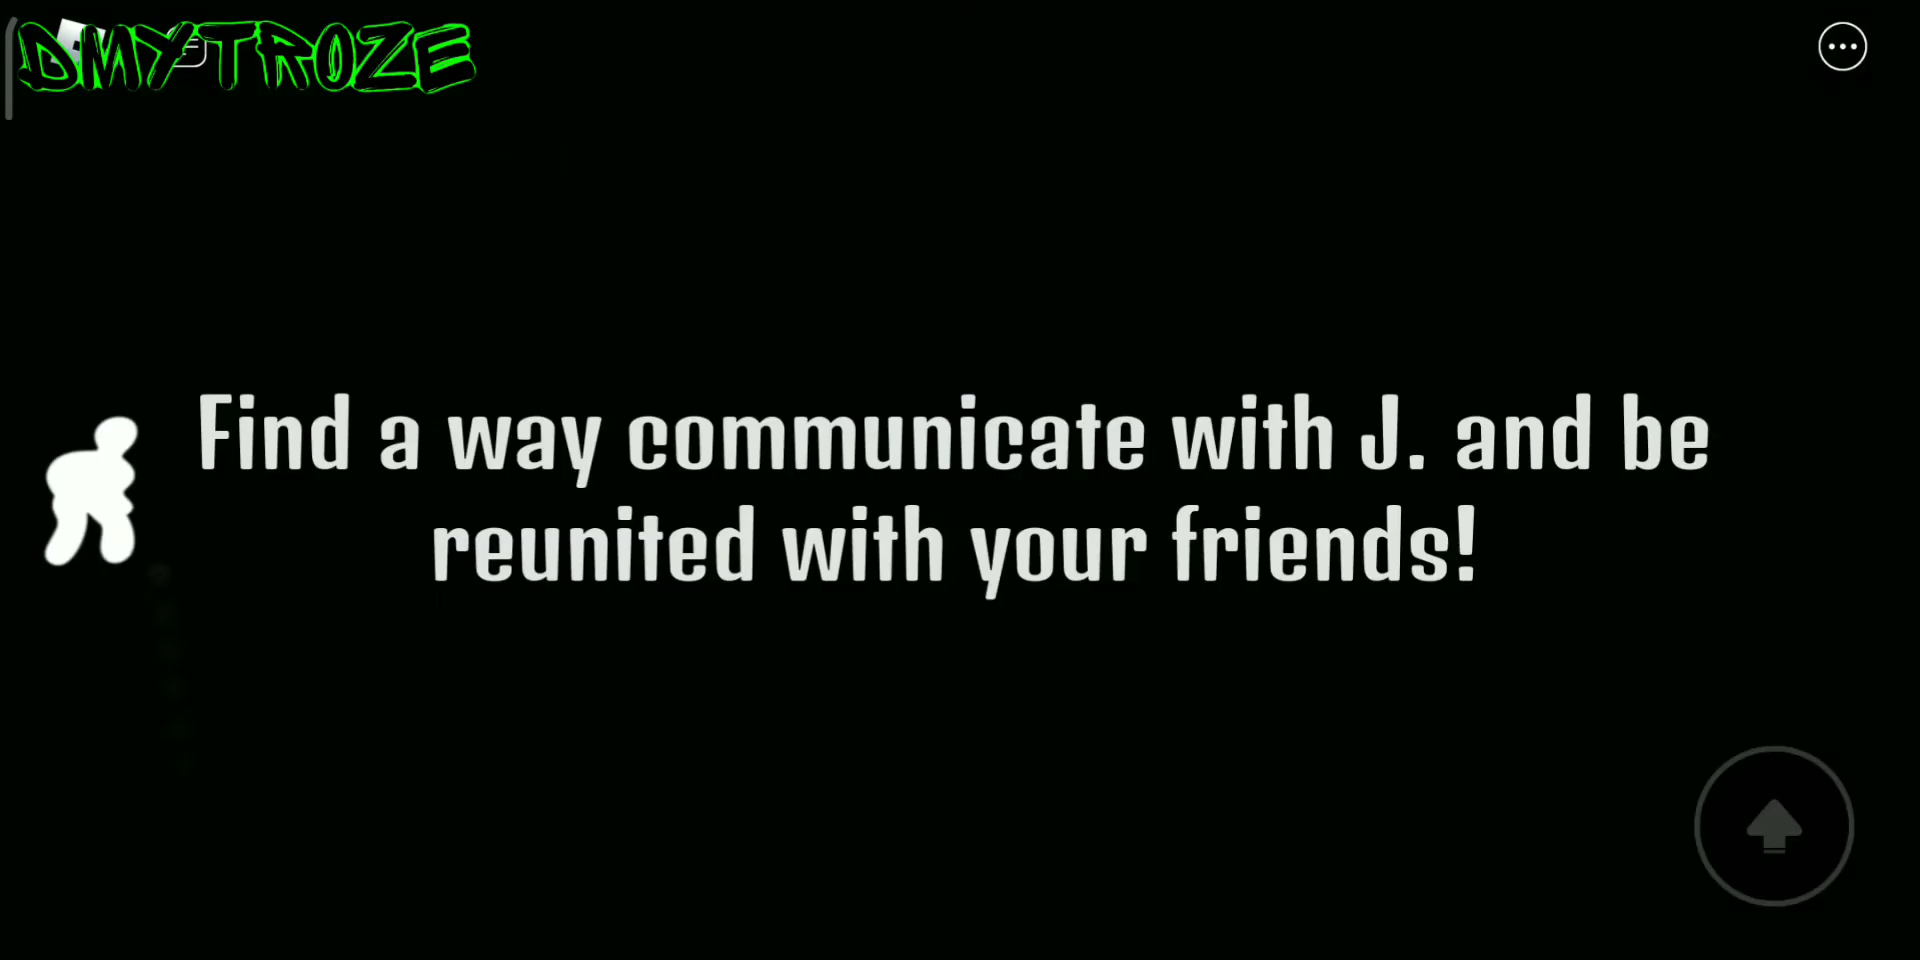 DMYTROZE
Find a way communicate with J. and be
reunited with your friends!